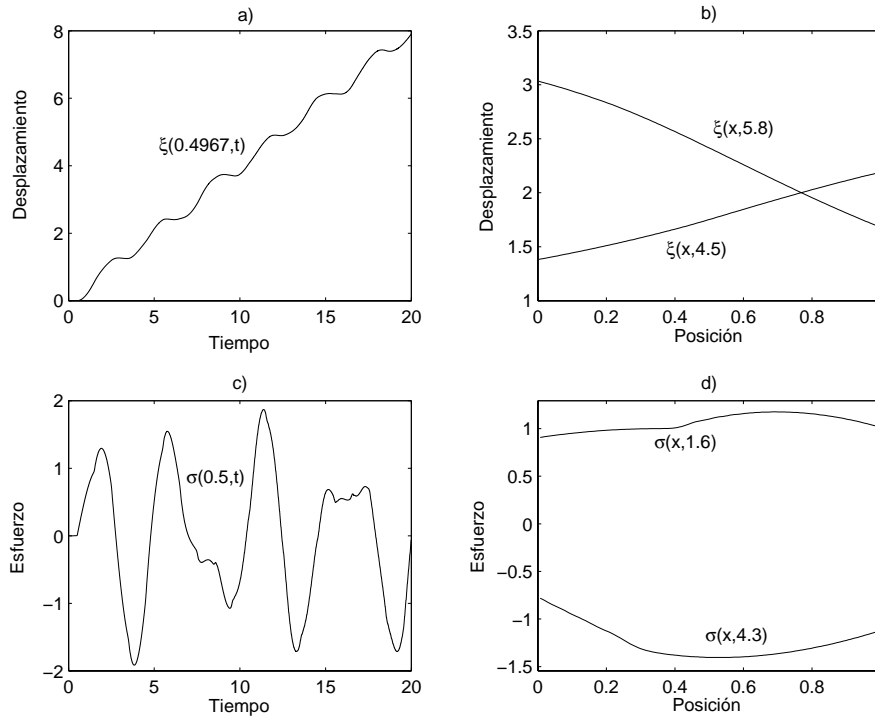 a)
8
6
4
2
0
Desplazamiento
ξ(0.4967,t)
0
5
10
15
20
Tiempo
b)
3.5
3
2.5
2
1.5
1
Desplazamiento
ξ(x,5.8)
ξ(x,4.5)
0
0.2
0.4
0.6
0.8
Posición
c)
2
1
0
−1
−2
Esfuerzo
σ(0.5,t)
0
5
10
15
20
Tiempo
d)
1
0.5
0
−0.5
−1
−1.5
Esfuerzo
σ(x,1.6)
σ(x,4.3)
0
0.2
0.4
0.6
0.8
Posición